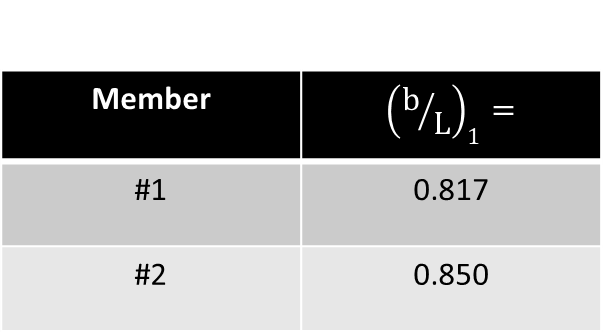 Member (b/L)₁ =
#1 0.817
#2 0.850